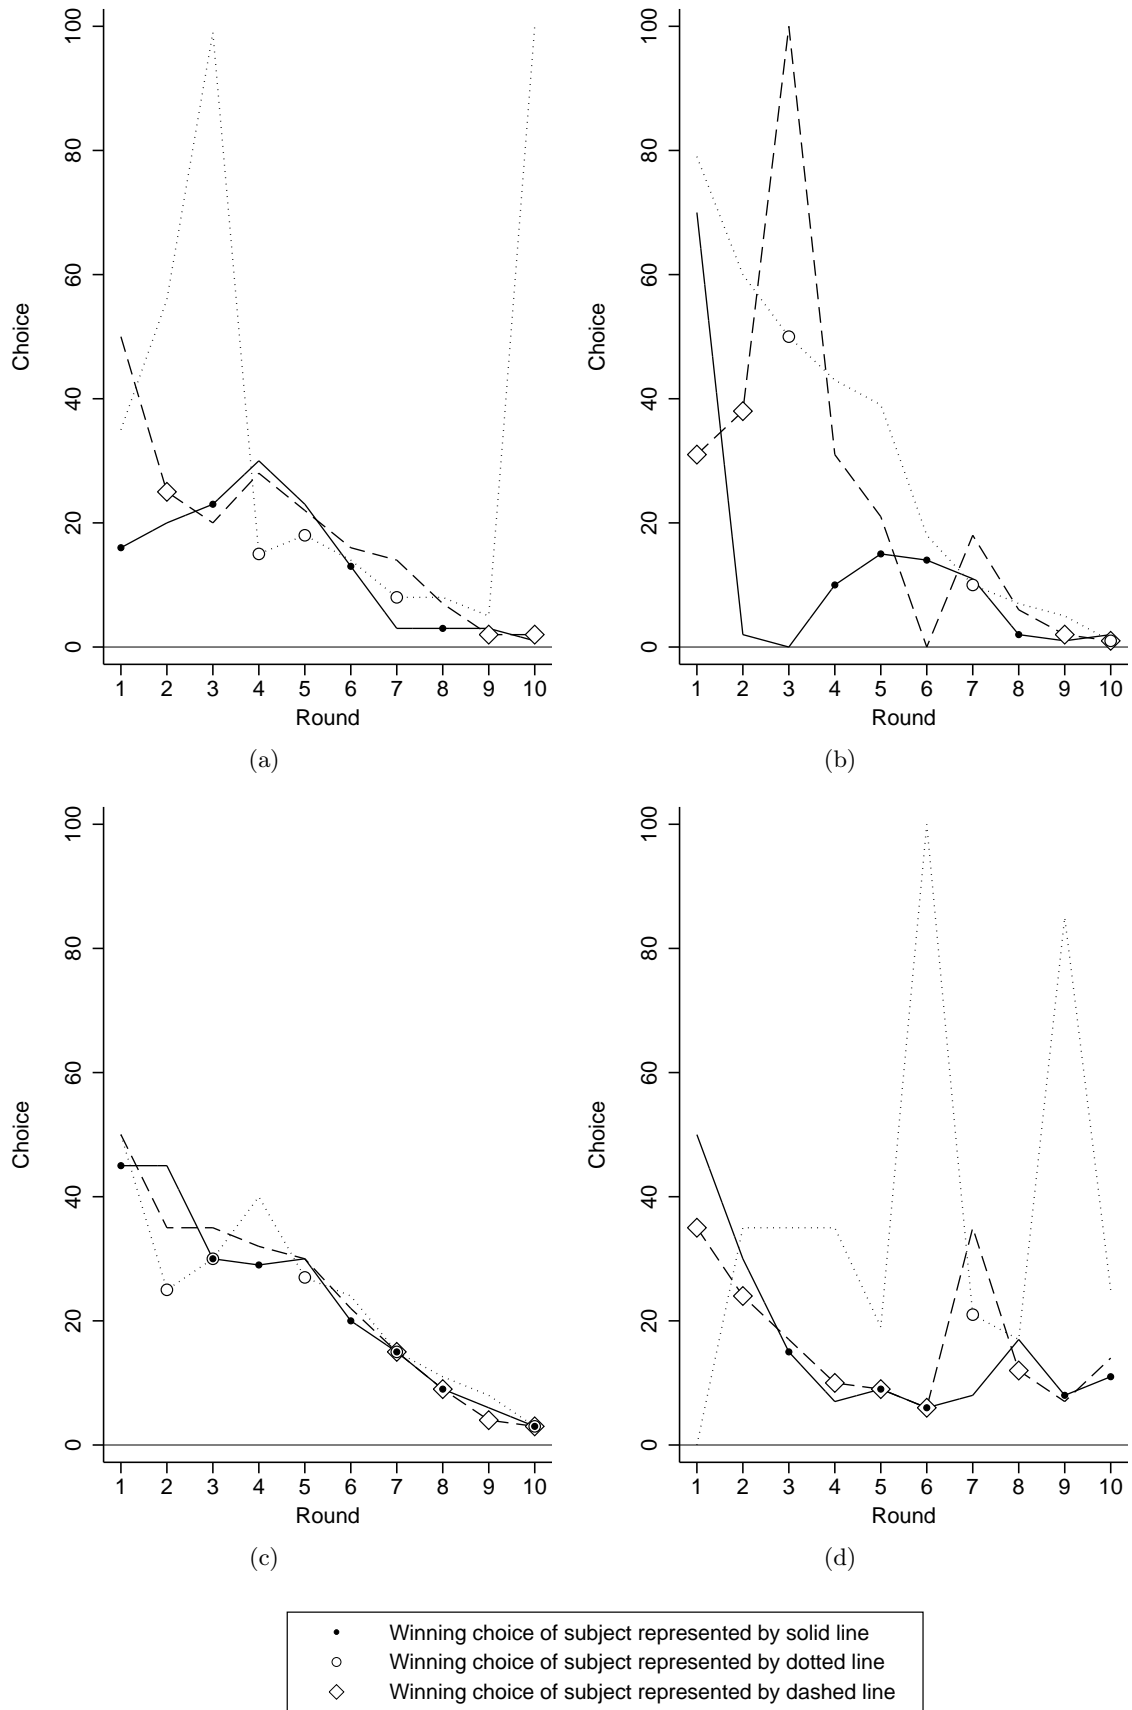 100
80
60
40
20
0
Choice
1 2 3 4 5 6 7 8 9 10
Round
(a)
100
80
60
40
20
0
Choice
1 2 3 4 5 6 7 8 9 10
Round
(b)
100
80
60
40
20
0
Choice
1 2 3 4 5 6 7 8 9 10
Round
(c)
100
80
60
40
20
0
Choice
1 2 3 4 5 6 7 8 9 10
Round
(d)
Winning choice of subject represented by solid line
Winning choice of subject represented by dotted line
Winning choice of subject represented by dashed line